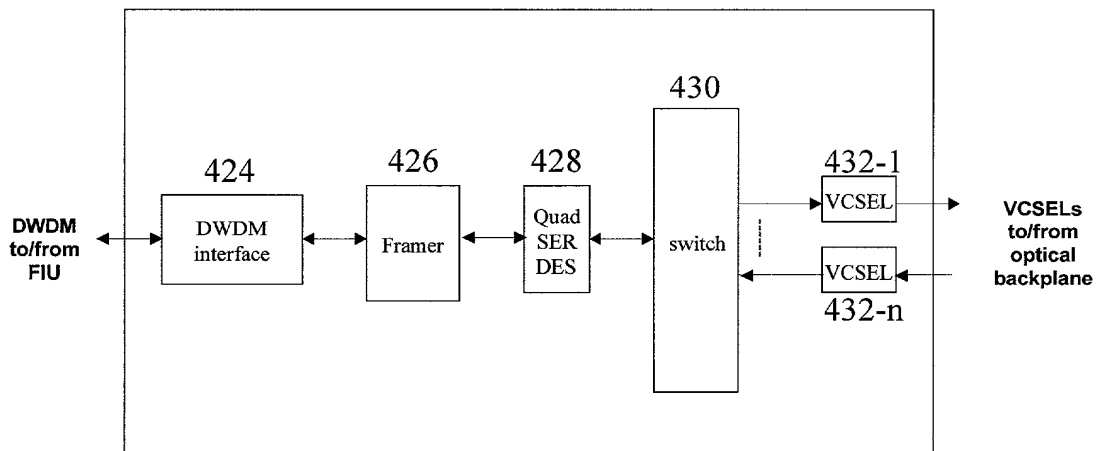 430
424
426
428
432-1
DWDM
to/from
FIU
DWDM
interface
Framer
Quad
SER
DES
switch
VCSEL
VCSEL
432-n
VCSELs
to/from
optical
backplane